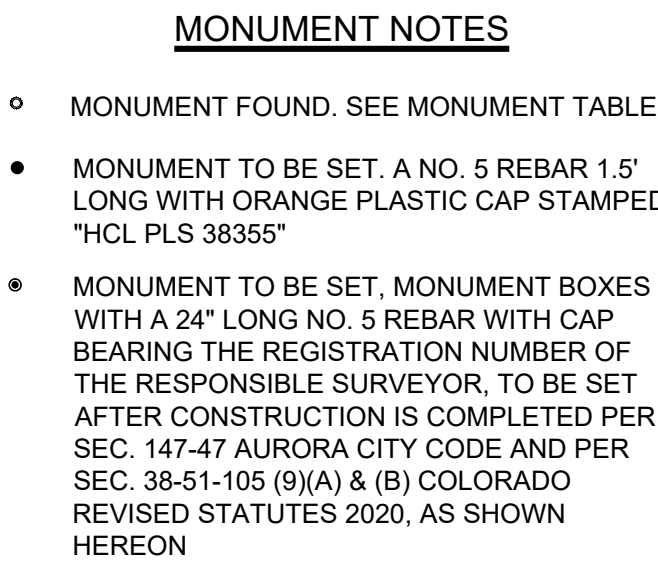 MONUMENT NOTES
MONUMENT FOUND. SEE MONUMENT TABLE
MONUMENT TO BE SET. A NO. 5 REBAR 1.5'
LONG WITH ORANGE PLASTIC CAP STAMPED
"HCL PLS 38355"
MONUMENT TO BE SET, MONUMENT BOXES
WITH A 24" LONG NO. 5 REBAR WITH CAP
BEARING THE REGISTRATION NUMBER OF
THE RESPONSIBLE SURVEYOR, TO BE SET
AFTER CONSTRUCTION IS COMPLETED PER
SEC. 147-47 AURORA CITY CODE AND PER
SEC. 38-51-105 (9)(A) & (B) COLORADO
REVISED STATUTES 2020, AS SHOWN
HEREON